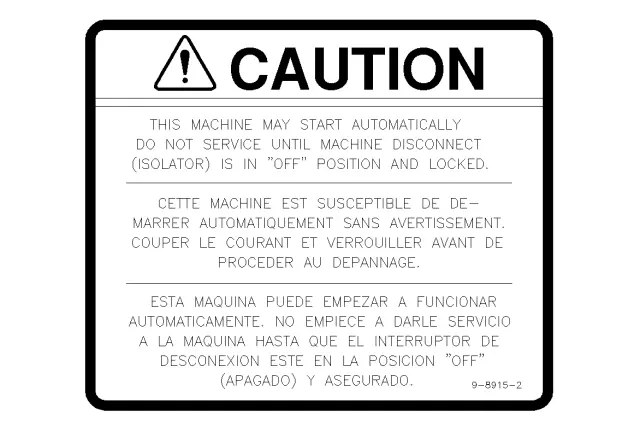 CAUTION
THIS MACHINE MAY START AUTOMATICALLY
DO NOT SERVICE UNTIL MACHINE DISCONNECT
(ISOLATOR) IS IN "OFF" POSITION AND LOCKED.
CETTE MACHINE EST SUSCEPTIBLE DE DE-
MARRER AUTOMATIQUEMENT SANS AVERTISSEMENT.
COUPER LE COURANT ET VERROUILLER AVANT DE
PROCEDER AU DEPANNAGE.
ESTA MAQUINA PUEDE EMPEZAR A FUNCIONAR
AUTOMATICAMENTE. NO EMPIECE A DARLE SERVICIO
A LA MAQUINA HASTA QUE EL INTERRUPTOR DE
DESCONEXION ESTE EN LA POSICION "OFF"
(APAGADO) Y ASEGURADO.
9-8915-2